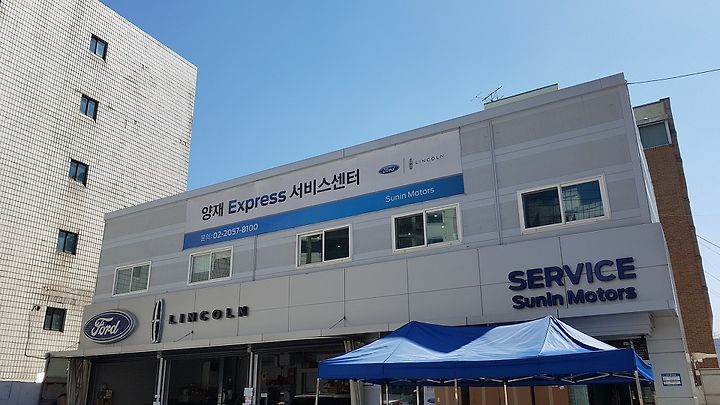 양재 Express 서비스센터
Ford
LINCOLN
문의: 02-2057-8100
Sunin Motors
Ford
LINCOLN
SERVICE
Sunin Motors